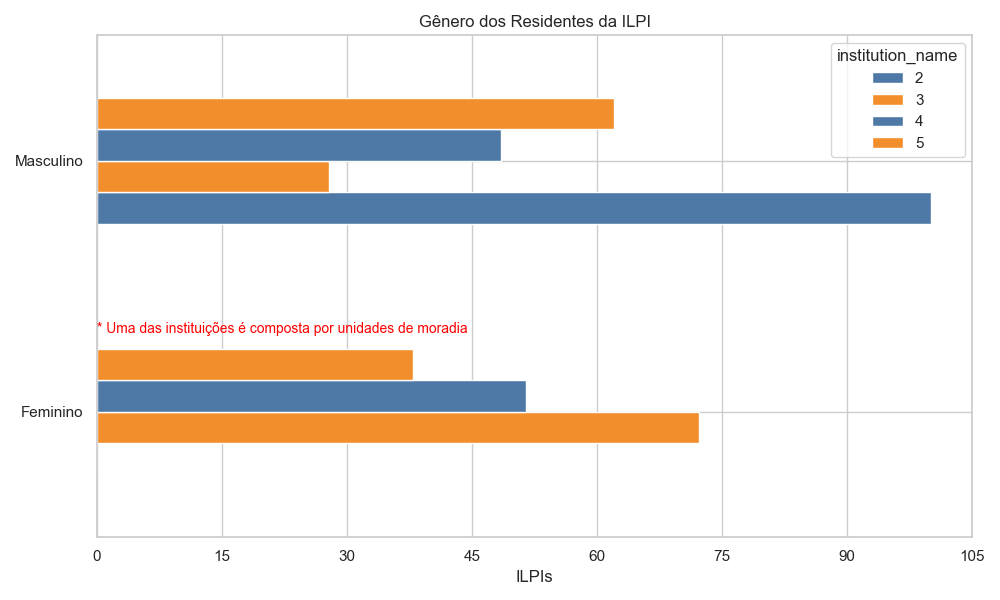 Gênero dos Residentes da ILPI
institution_name
2
3
4
5
Masculino
* Uma das instituições é composta por unidades de moradia
Feminino
0 15 30 45 60 75 90 105
ILPIs